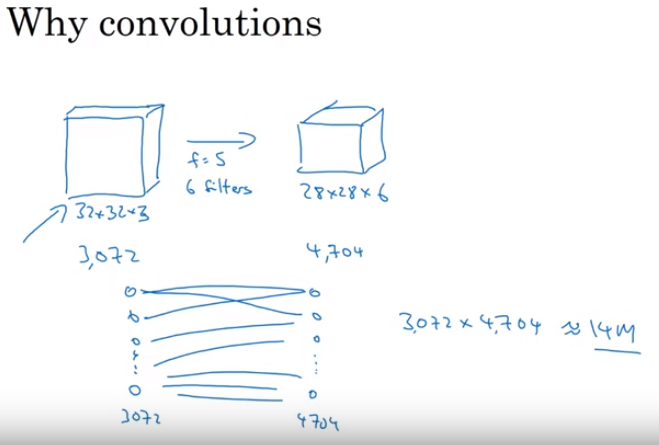 Why convolutions
f=5
6 filters
32×32×3
28×28×6
3,072
4,704
3,072 × 4,704 ≈ 14M
3072
4704